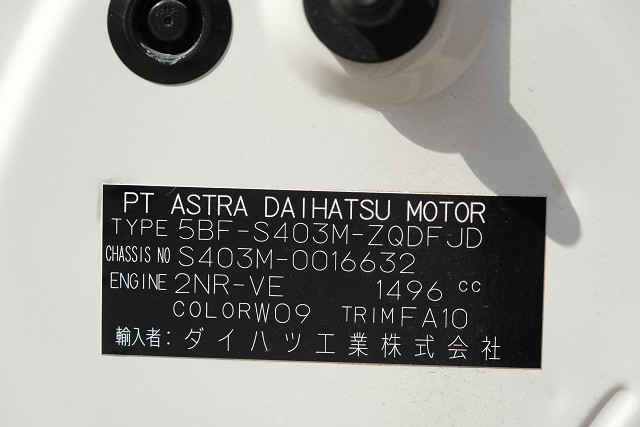 PT ASTRA DAIHATSU MOTOR
TYPE 5BF-S403M-ZQDFJD
CHASSIS NO S403M-0016632
ENGINE 2NR-VE 1496 cc
COLORW09 TRIMFA10
輸入者: ダイハツ工業株式会社